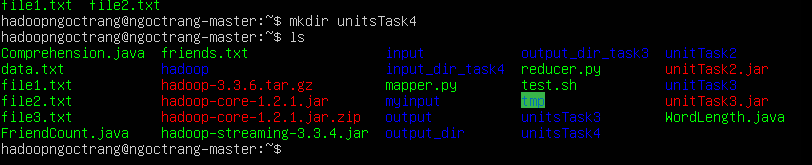 file1.txt  file2.txt
hadoopngoctrang@ngoctrang-master:~$ mkdir unitsTask4
hadoopngoctrang@ngoctrang-master:~$ ls
Comprehension.java  friends.txt  input  output_dir_task3  unitTask2
data.txt  hadoop  input_dir_task4  reducer.py  unitTask2.jar
file1.txt  hadoop-3.3.6.tar.gz  mapper.py  test.sh  unitTask3
file2.txt  hadoop-core-1.2.1.jar  myinput  tmp  unitTask3.jar
file3.txt  hadoop-core-1.2.1.jar.zip  output  unitsTask3  WordLength.java
FriendCount.java  hadoop-streaming-3.3.4.jar  output_dir  unitsTask4
hadoopngoctrang@ngoctrang-master:~$